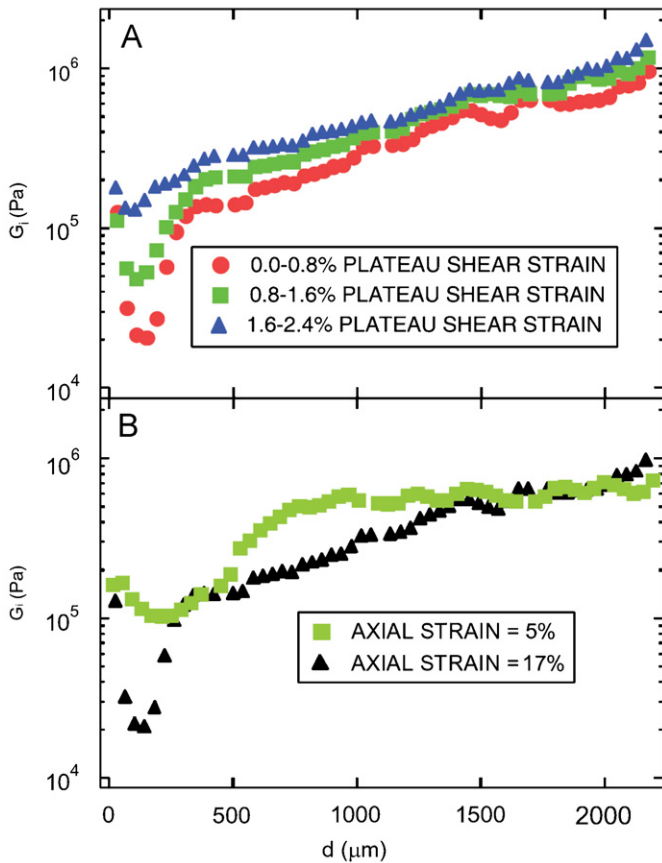 A
10^6
10^5
10^4
G_i (Pa)
0.0-0.8% PLATEAU SHEAR STRAIN
0.8-1.6% PLATEAU SHEAR STRAIN
1.6-2.4% PLATEAU SHEAR STRAIN
B
10^6
10^5
10^4
G_i (Pa)
AXIAL STRAIN = 5%
AXIAL STRAIN = 17%
0 500 1000 1500 2000
d (μm)